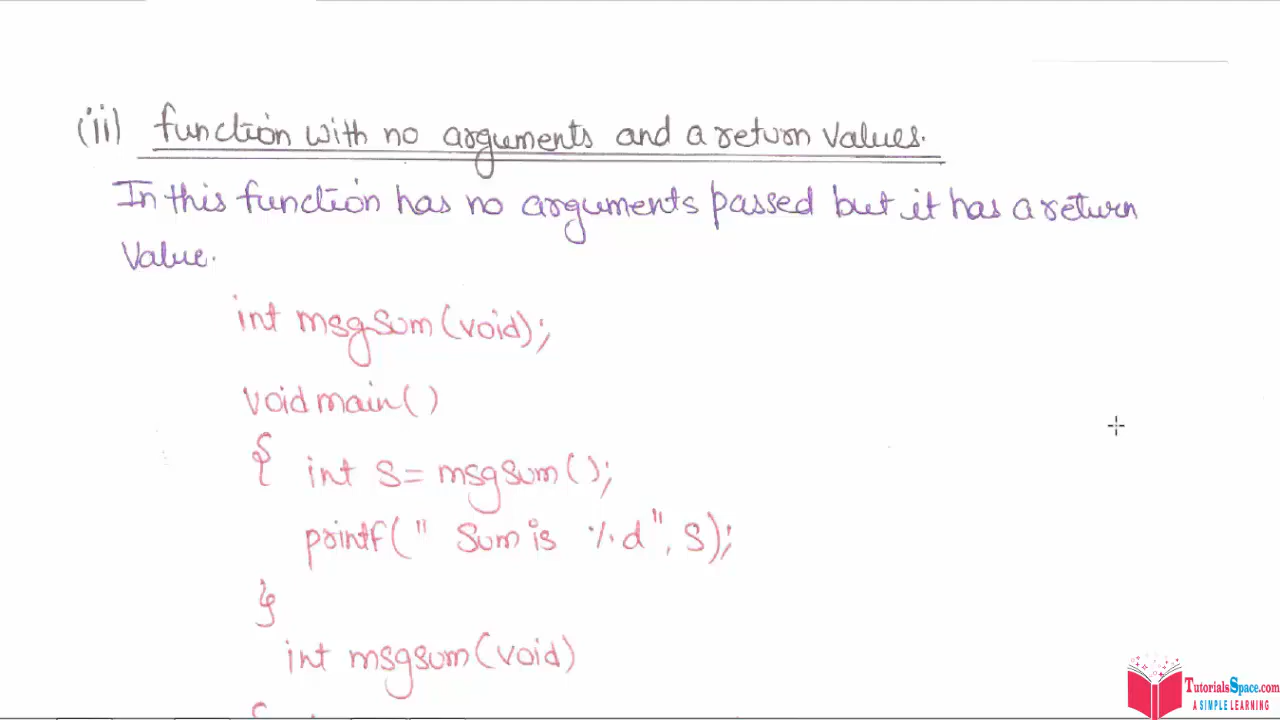 (ii) function with no arguments and a return values.
In this function has no arguments passed but it has a return
Value.
int msgsum(void);
void main()
{ int s= msgsum();
printf(" Sum is %d", s);
}
int msgsum(void)
{
TutorialsSpace.com
A SIMPLE LEARNING